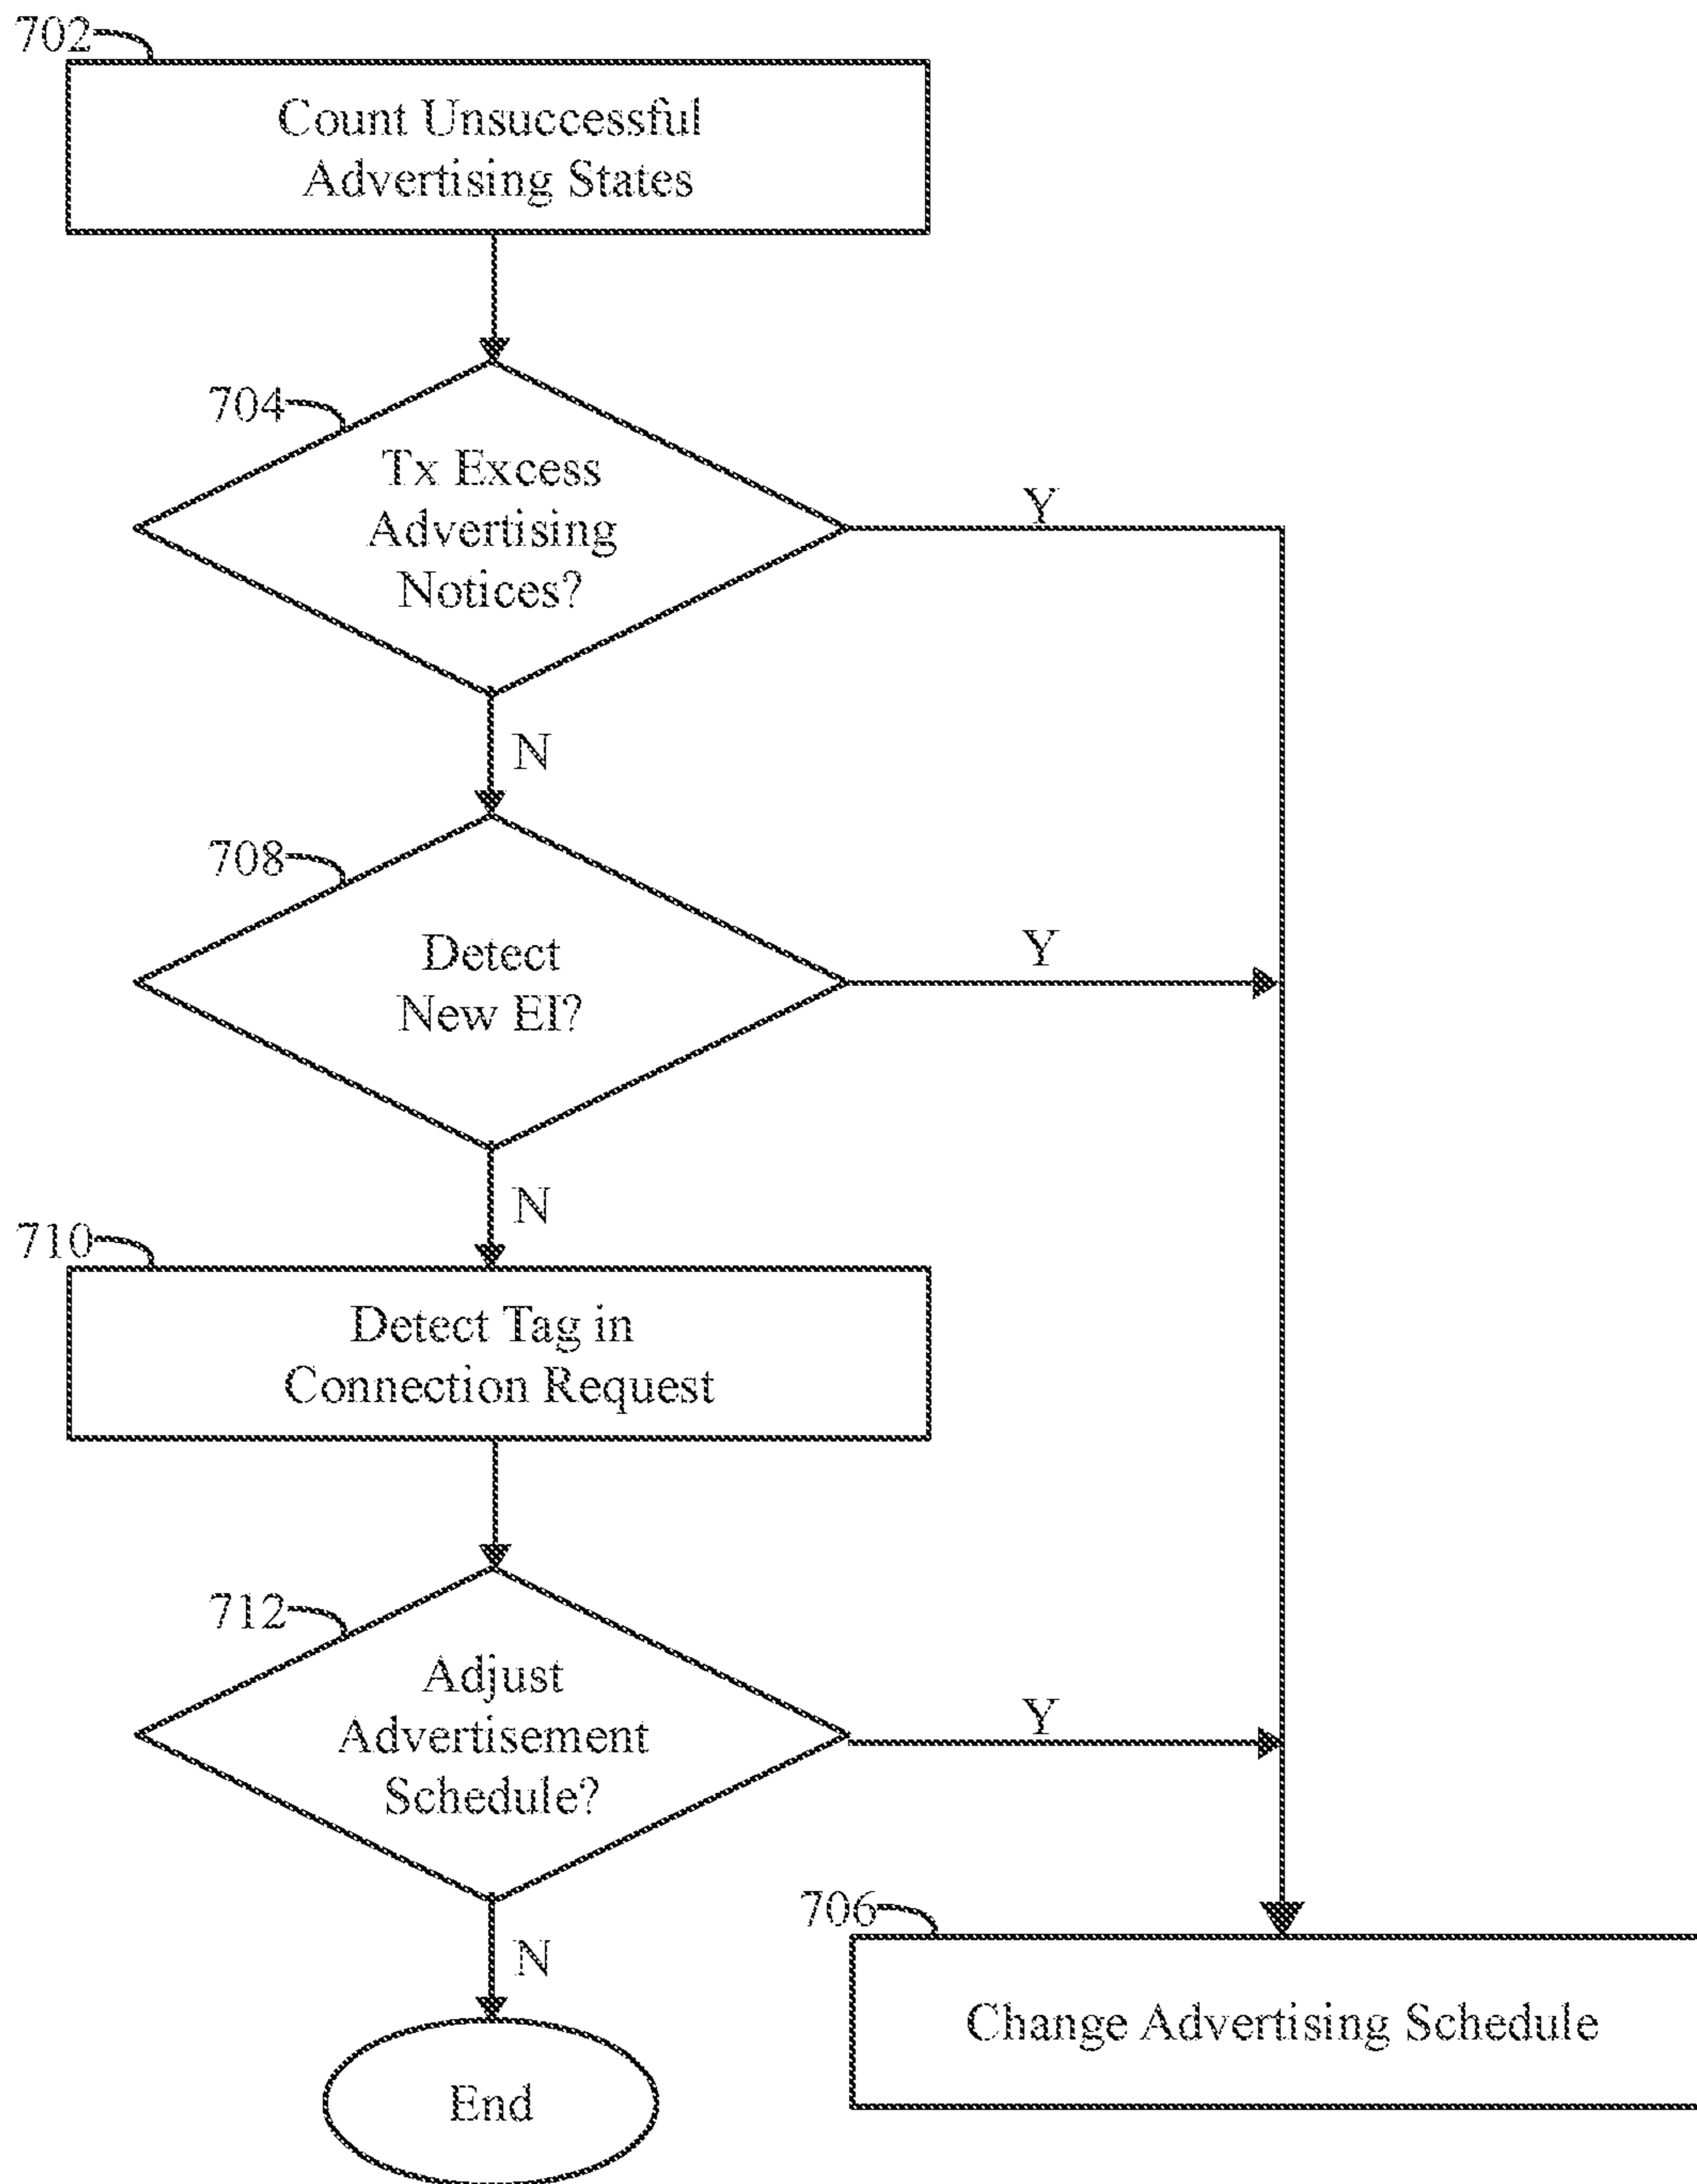 702
Count Unsuccessful
Advertising States
704
Tx Excess
Advertising
Notices?
Y
N
708
Detect
New EI?
Y
N
710
Detect Tag in
Connection Request
712
Adjust
Advertisement
Schedule?
Y
N
706
Change Advertising Schedule
End